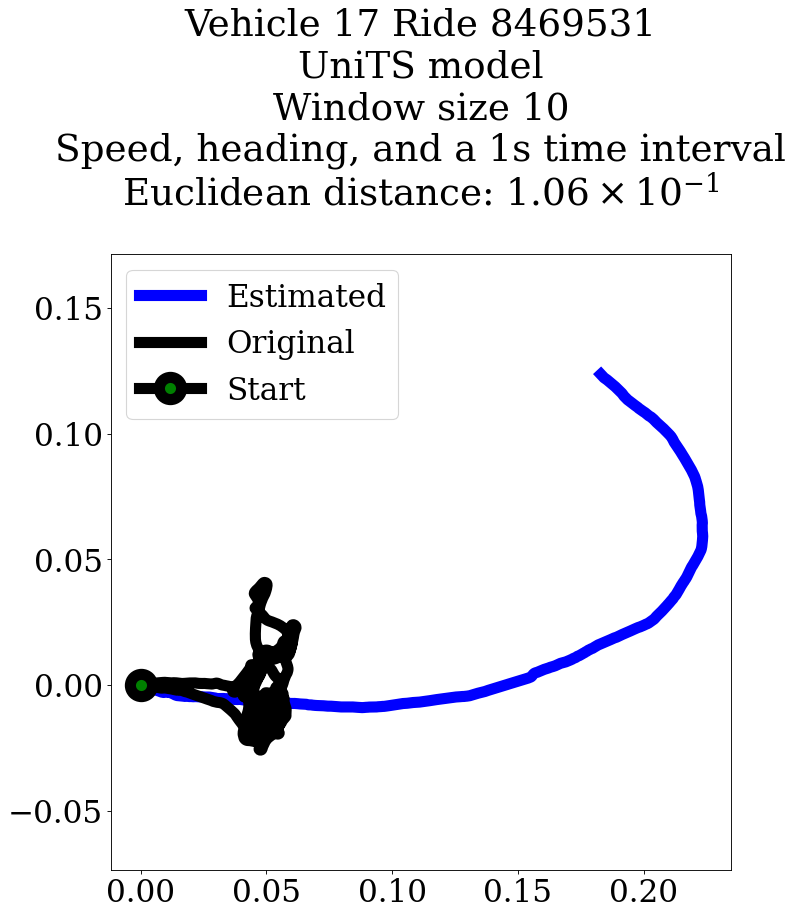 Vehicle 17 Ride 8469531
UniTS model
Window size 10
Speed, heading, and a 1s time interval
Euclidean distance: 1.06 × 10⁻¹
Estimated
Original
Start
0.15
0.10
0.05
0.00
−0.05
0.00 0.05 0.10 0.15 0.20